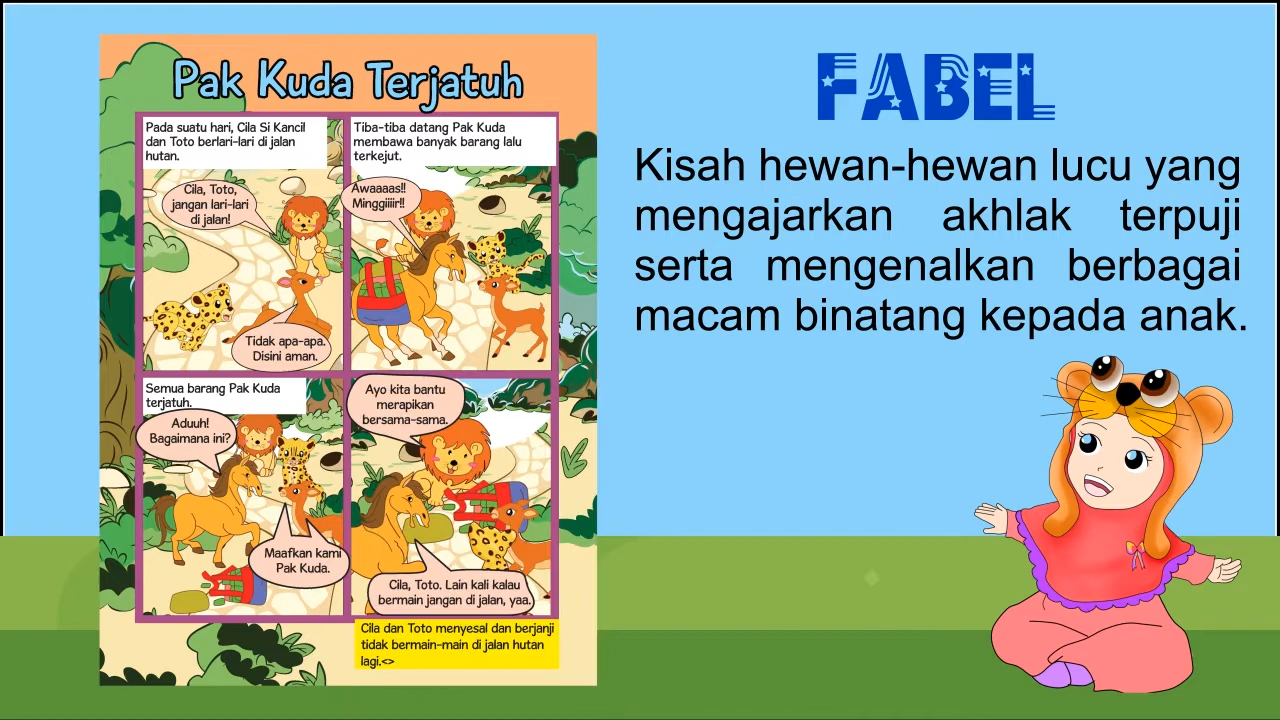 Pak Kuda Terjatuh
Pada suatu hari, Cila Si Kancil
dan Toto berlari-lari di jalan
hutan.
Cila, Toto,
jangan lari-lari
di jalan!
Tidak apa-apa.
Disini aman.
Tiba-tiba datang Pak Kuda
membawa banyak barang lalu
terkejut.
Awaaaas!!
Minggiiiir!!
Semua barang Pak Kuda
terjatuh.
Aduuh!
Bagaimana ini?
Maafkan kami
Pak Kuda.
Ayo kita bantu
merapikan
bersama-sama.
Cila, Toto. Lain kali kalau
bermain jangan di jalan, yaa.
Cila dan Toto menyesal dan berjanji
tidak bermain-main di jalan hutan
lagi.<>
FABEL
Kisah hewan-hewan lucu yang
mengajarkan akhlak terpuji
serta mengenalkan berbagai
macam binatang kepada anak.